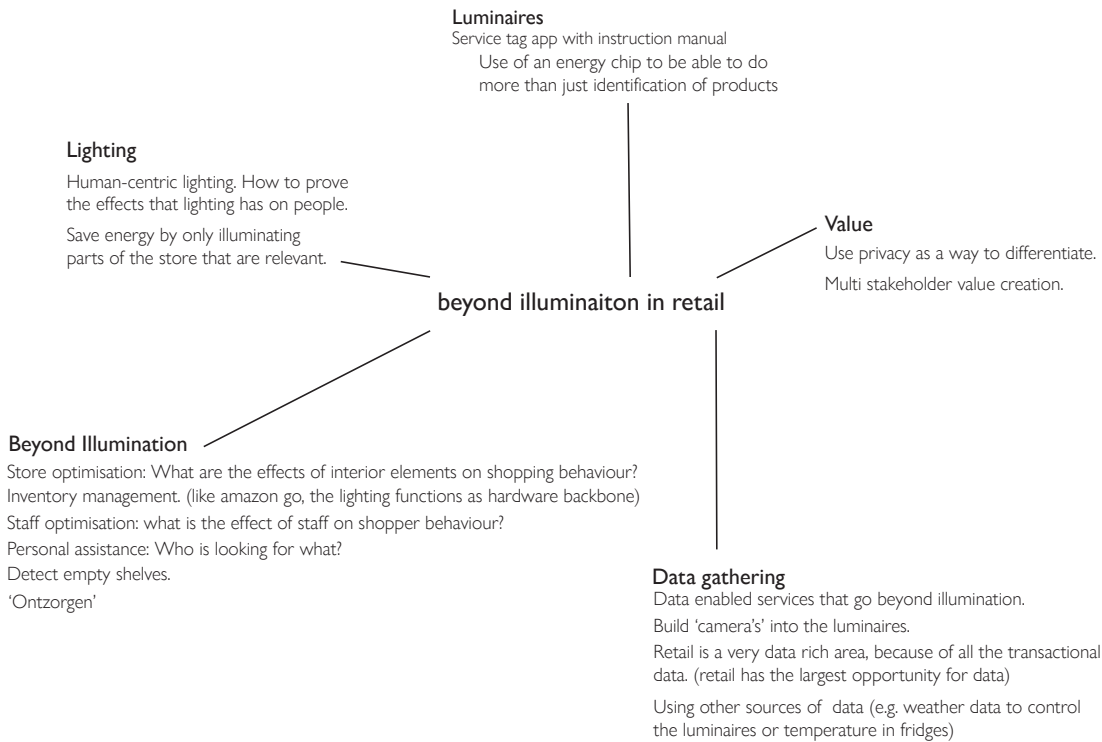 Luminaires
Service tag app with instruction manual
Use of an energy chip to be able to do
more than just identification of products
Lighting
Human-centric lighting. How to prove
the effects that lighting has on people.
Save energy by only illuminating
parts of the store that are relevant.
Value
Use privacy as a way to differentiate.
Multi stakeholder value creation.
beyond illuminaiton in retail
Beyond Illumination
Store optimisation: What are the effects of interior elements on shopping behaviour?
Inventory management. (like amazon go, the lighting functions as hardware backbone)
Staff optimisation: what is the effect of staff on shopper behaviour?
Personal assistance: Who is looking for what?
Detect empty shelves.
‘Ontzorgen’
Data gathering
Data enabled services that go beyond illumination.
Build ‘camera’s’ into the luminaires.
Retail is a very data rich area, because of all the transactional
data. (retail has the largest opportunity for data)
Using other sources of data (e.g. weather data to control
the luminaires or temperature in fridges)